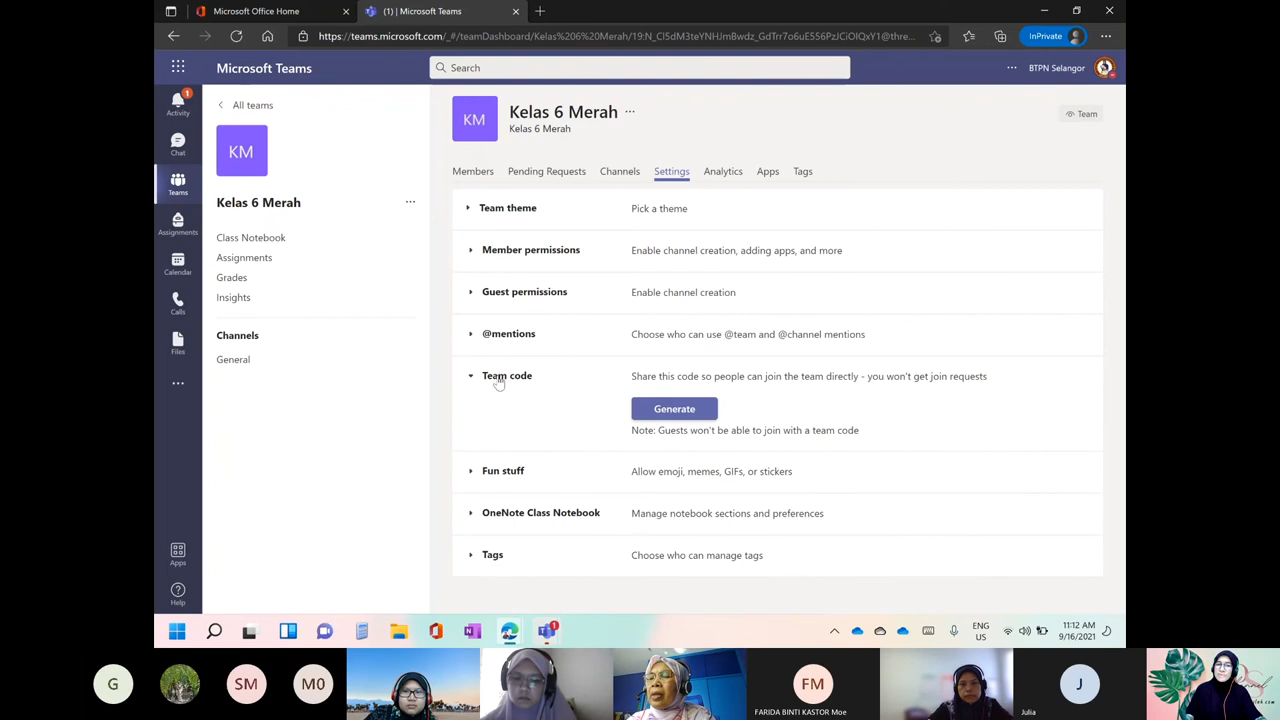 Microsoft Office Home
(1) | Microsoft Teams
https://teams.microsoft.com/_#/teamDashboard/Kelas%206%20Merah/19:N_Cl5dM3teYNHJmBwdz_GdTrr7o6uE556PzJCiOIQxY1@thre...
InPrivate
Microsoft Teams
Search
BTPN Selangor
1
Activity
Chat
Teams
Assignments
Calendar
Calls
Files
Apps
Help
All teams
KM
Kelas 6 Merah
Class Notebook
Assignments
Grades
Insights
Channels
General
KM
Kelas 6 Merah
Kelas 6 Merah
Team
Members Pending Requests Channels Settings Analytics Apps Tags
Team theme Pick a theme
Member permissions Enable channel creation, adding apps, and more
Guest permissions Enable channel creation
@mentions Choose who can use @team and @channel mentions
Team code Share this code so people can join the team directly - you won't get join requests
Generate
Note: Guests won't be able to join with a team code
Fun stuff Allow emoji, memes, GIFs, or stickers
OneNote Class Notebook Manage notebook sections and preferences
Tags Choose who can manage tags
1
ENG
US
11:12 AM
9/16/2021
G
SM
M0
FM
FARIDA BINTI KASTOR Moe
J
Julia